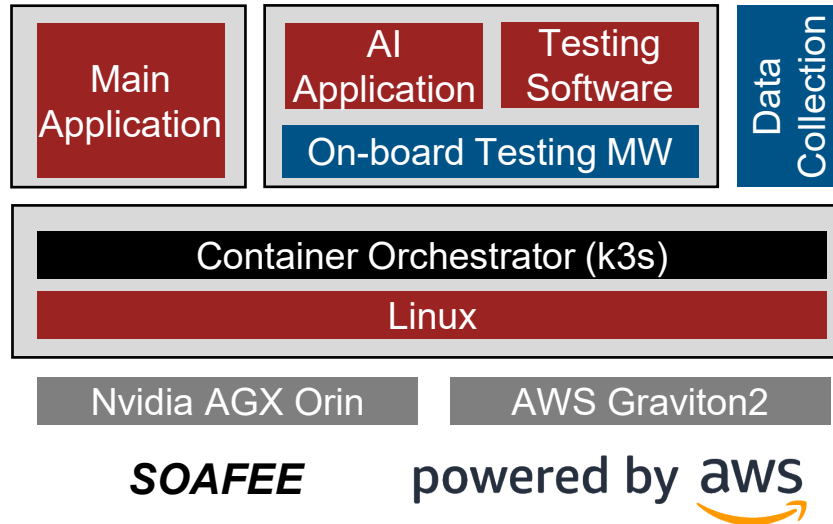 Main
Application
AI
Application
Testing
Software
On-board Testing MW
Data
Collection
Container Orchestrator (k3s)
Linux
Nvidia AGX Orin
AWS Graviton2
SOAFEE
powered by aws